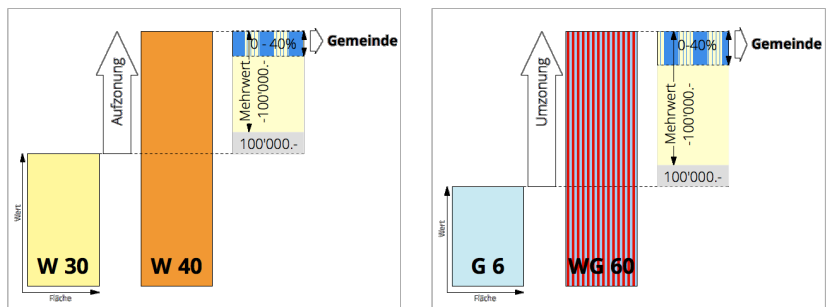 Aufzonung
0 - 40%
Gemeinde
Mehrwert
-100'000.-
100'000.-
Wert
W 30
W 40
Fläche
Umzonung
0-40%
Gemeinde
Mehrwert
-100'000.-
100'000.-
Wert
G 6
WG 60
Fläche